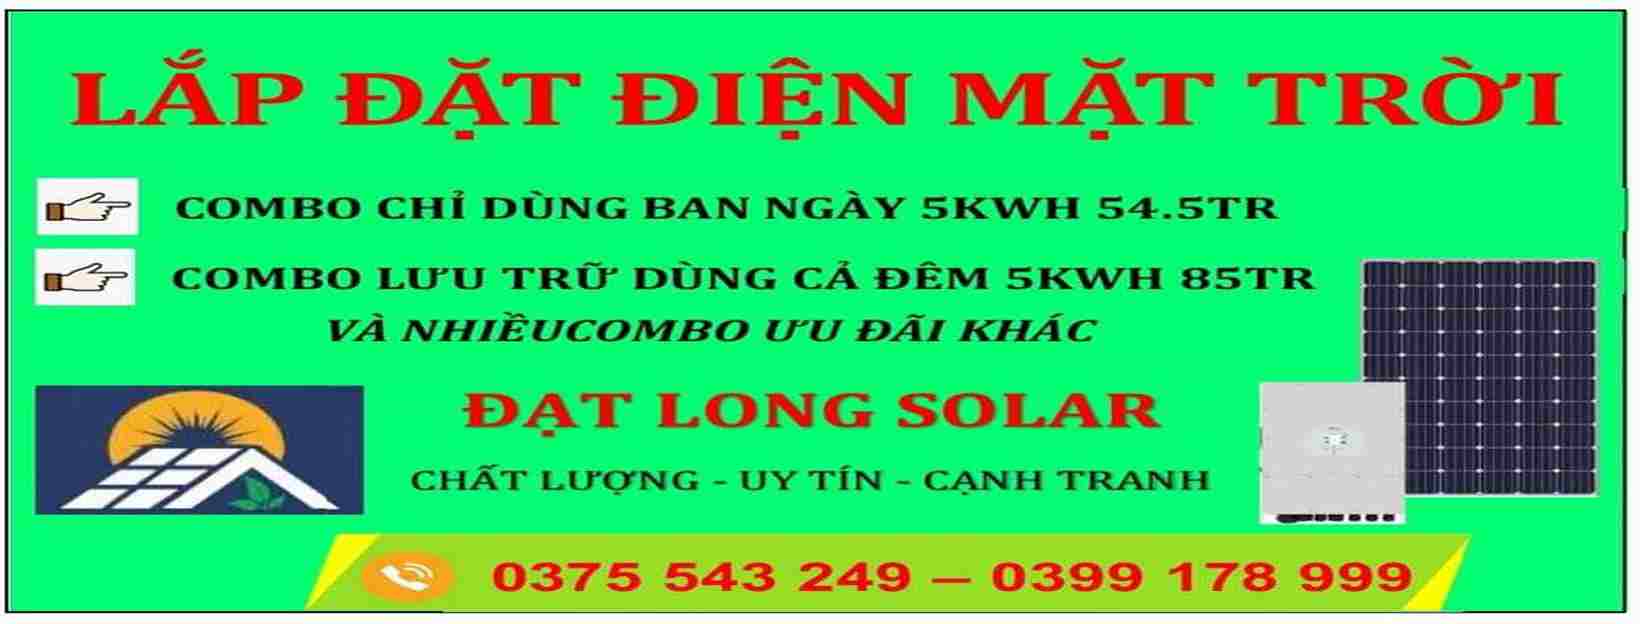 LẮP ĐẶT ĐIỆN MẶT TRỜI
COMBO CHỈ DÙNG BAN NGÀY 5KWH 54.5TR
COMBO LƯU TRỮ DÙNG CẢ ĐÊM 5KWH 85TR
VÀ NHIỀUCOMBO ƯU ĐÃI KHÁC
ĐẠT LONG SOLAR
CHẤT LƯỢNG - UY TÍN - CẠNH TRANH
0375 543 249 – 0399 178 999